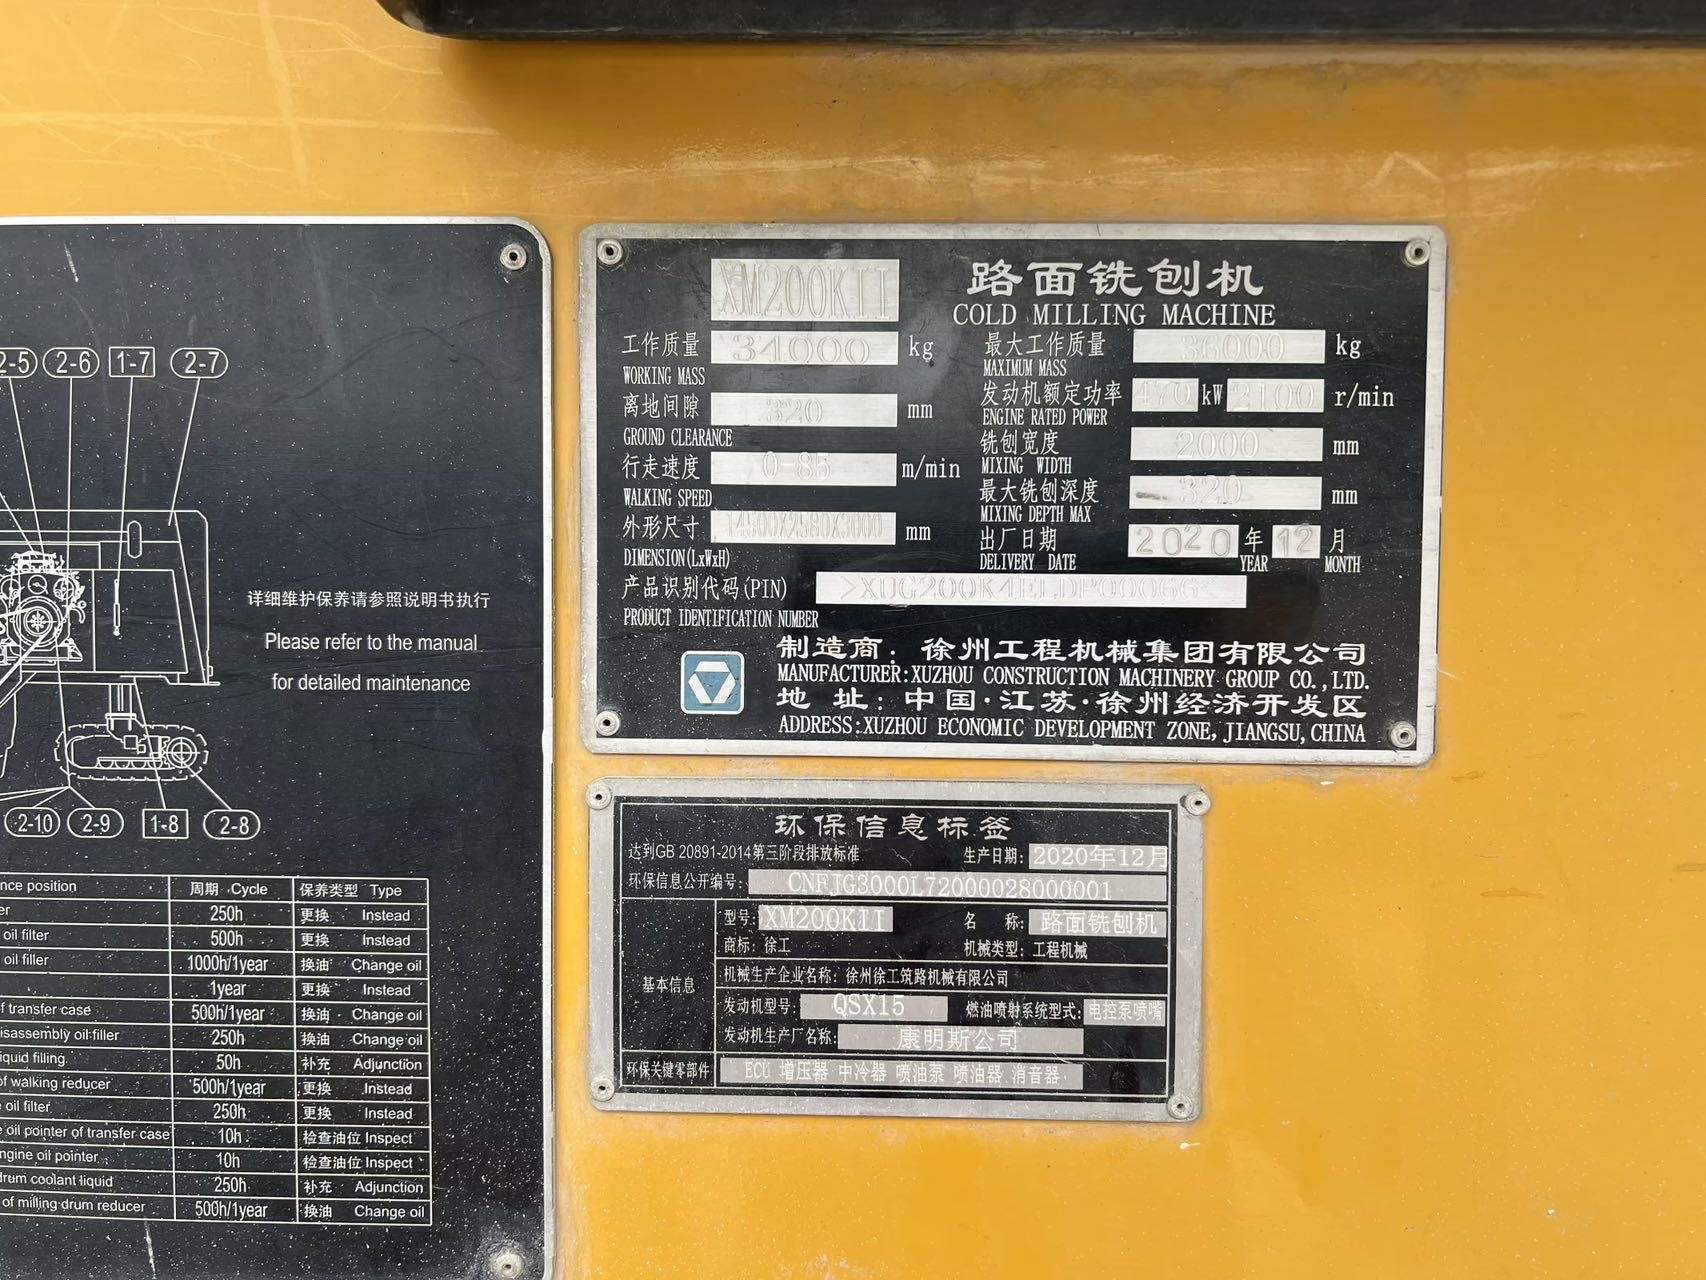 2-5 2-6 1-7 2-7
详细维护保养请参照说明书执行
Please refer to the manual
for detailed maintenance
2-10 2-9 1-8 2-8
nce position 周期 Cycle 保养类型 Type
er 250h 更换 Instead
oil filter 500h 更换 Instead
oil filler 1000h/1year 换油 Change oil
1year 更换 Instead
f transfer case 500h/1year 换油 Change oil
isassembly oil filler 250h 换油 Change oil
iquid filling 50h 补充 Adjunction
of walking reducer 500h/1year 更换 Instead
e oil filter 250h 更换 Instead
e oil pointer of transfer case 10h 检查油位 Inspect
ngine oil pointer 10h 检查油位 Inspect
drum coolant liquid 250h 补充 Adjunction
of milling drum reducer 500h/1year 换油 Change oil
XM200KII 路面铣刨机
COLD MILLING MACHINE
工作质量 34000 kg 最大工作质量 36000 kg
WORKING MASS MAXIMUM MASS
离地间隙 320 mm 发动机额定功率 470 kW 2100 r/min
GROUND CLEARANCE ENGINE RATED POWER
行走速度 0-85 m/min 铣刨宽度 2000 mm
WALKING SPEED MIXING WIDTH
外形尺寸 14500X2580X3000 mm 最大铣刨深度 320 mm
DIMENSION(LxWxH) MIXING DEPTH MAX
出厂日期 2020 年 12 月
DELIVERY DATE YEAR MONTH
产品识别代码(PIN) >XUG200K4ELDP00066
PRODUCT IDENTIFICATION NUMBER
制造商: 徐州工程机械集团有限公司
MANUFACTURER:XUZHOU CONSTRUCTION MACHINERY GROUP CO.,LTD.
地 址: 中国·江苏·徐州经济开发区
ADDRESS:XUZHOU ECONOMIC DEVELOPMENT ZONE, JIANGSU, CHINA
环保信息标签
达到GB 20891-2014第三阶段排放标准 生产日期: 2020年12月
环保信息公开编号: CNFJG3000L72000028000001
基本信息
型号: XM200KII 名 称: 路面铣刨机
商标: 徐工 机械类型: 工程机械
机械生产企业名称: 徐州徐工筑路机械有限公司
发动机型号: QSX15 燃油喷射系统型式: 电控泵喷嘴
发动机生产厂名称: 康明斯公司
环保关键零部件 ECU 增压器 中冷器 喷油泵 喷油器 消音器